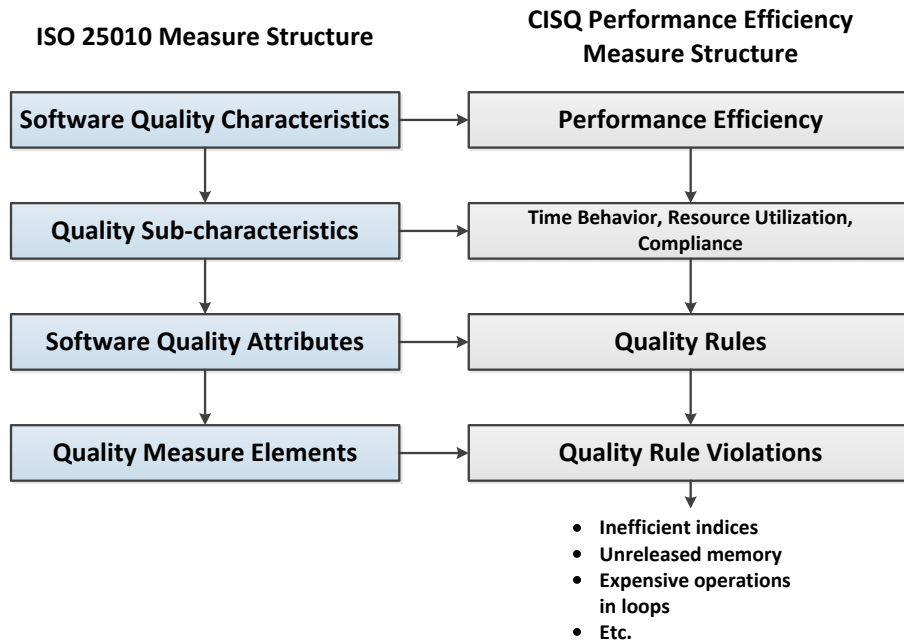 ISO 25010 Measure Structure
CISQ Performance Efficiency
Measure Structure
Software Quality Characteristics
Performance Efficiency
Quality Sub-characteristics
Time Behavior, Resource Utilization,
Compliance
Software Quality Attributes
Quality Rules
Quality Measure Elements
Quality Rule Violations
• Inefficient indices
• Unreleased memory
• Expensive operations
in loops
• Etc.